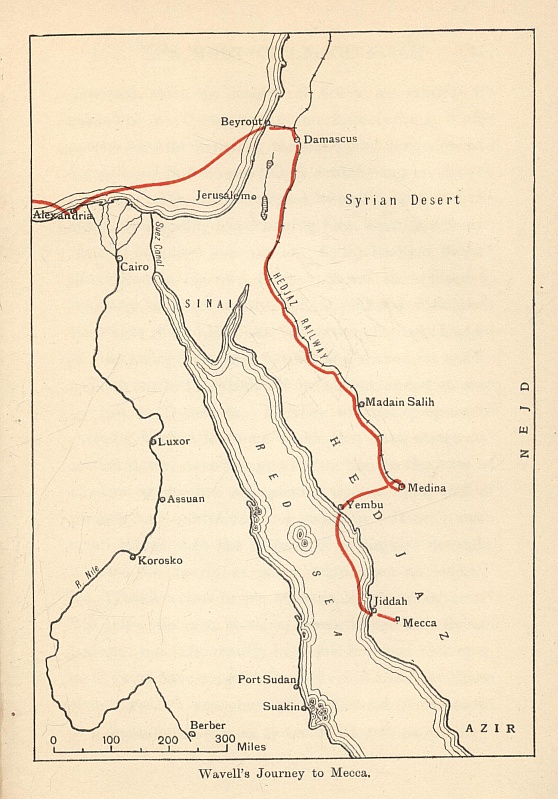 Beyrout
Damascus
Jerusalem
Syrian Desert
Alexandria
Suez Canal
Cairo
SINAI
HEDJAZ RAILWAY
Madain Salih
NEJD
Luxor
RED SEA
HEDJAZ
Medina
Assuan
Yembu
Korosko
R. Nile
Jiddah
Mecca
Port Sudan
Suakin
Berber
AZIR
0 100 200 300
Miles
Wavell's Journey to Mecca.